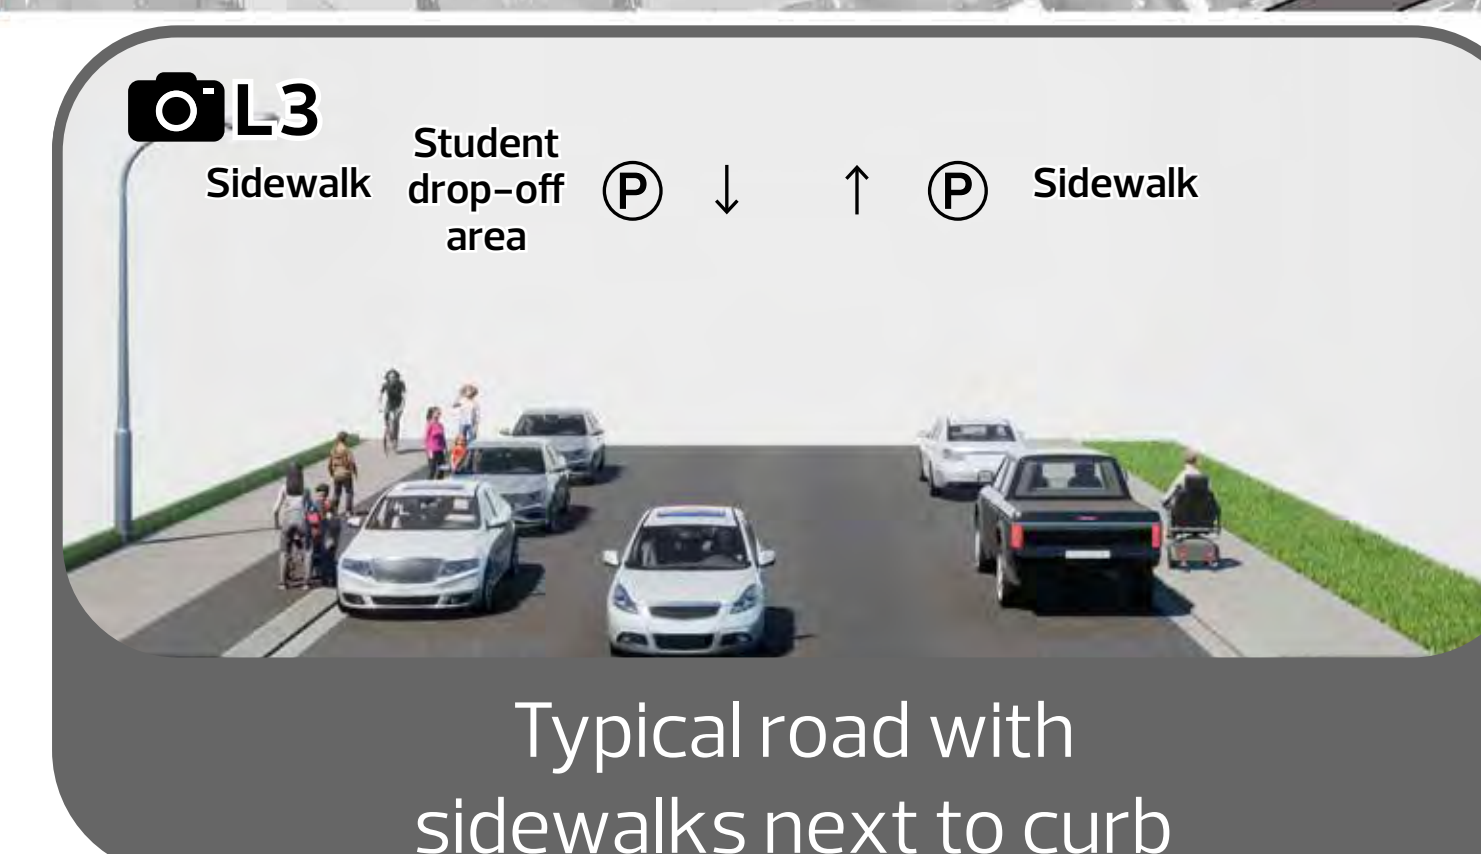 L3
Sidewalk
Student
drop–off
area
P
↓
↑
P
Sidewalk
Typical road with
sidewalks next to curb